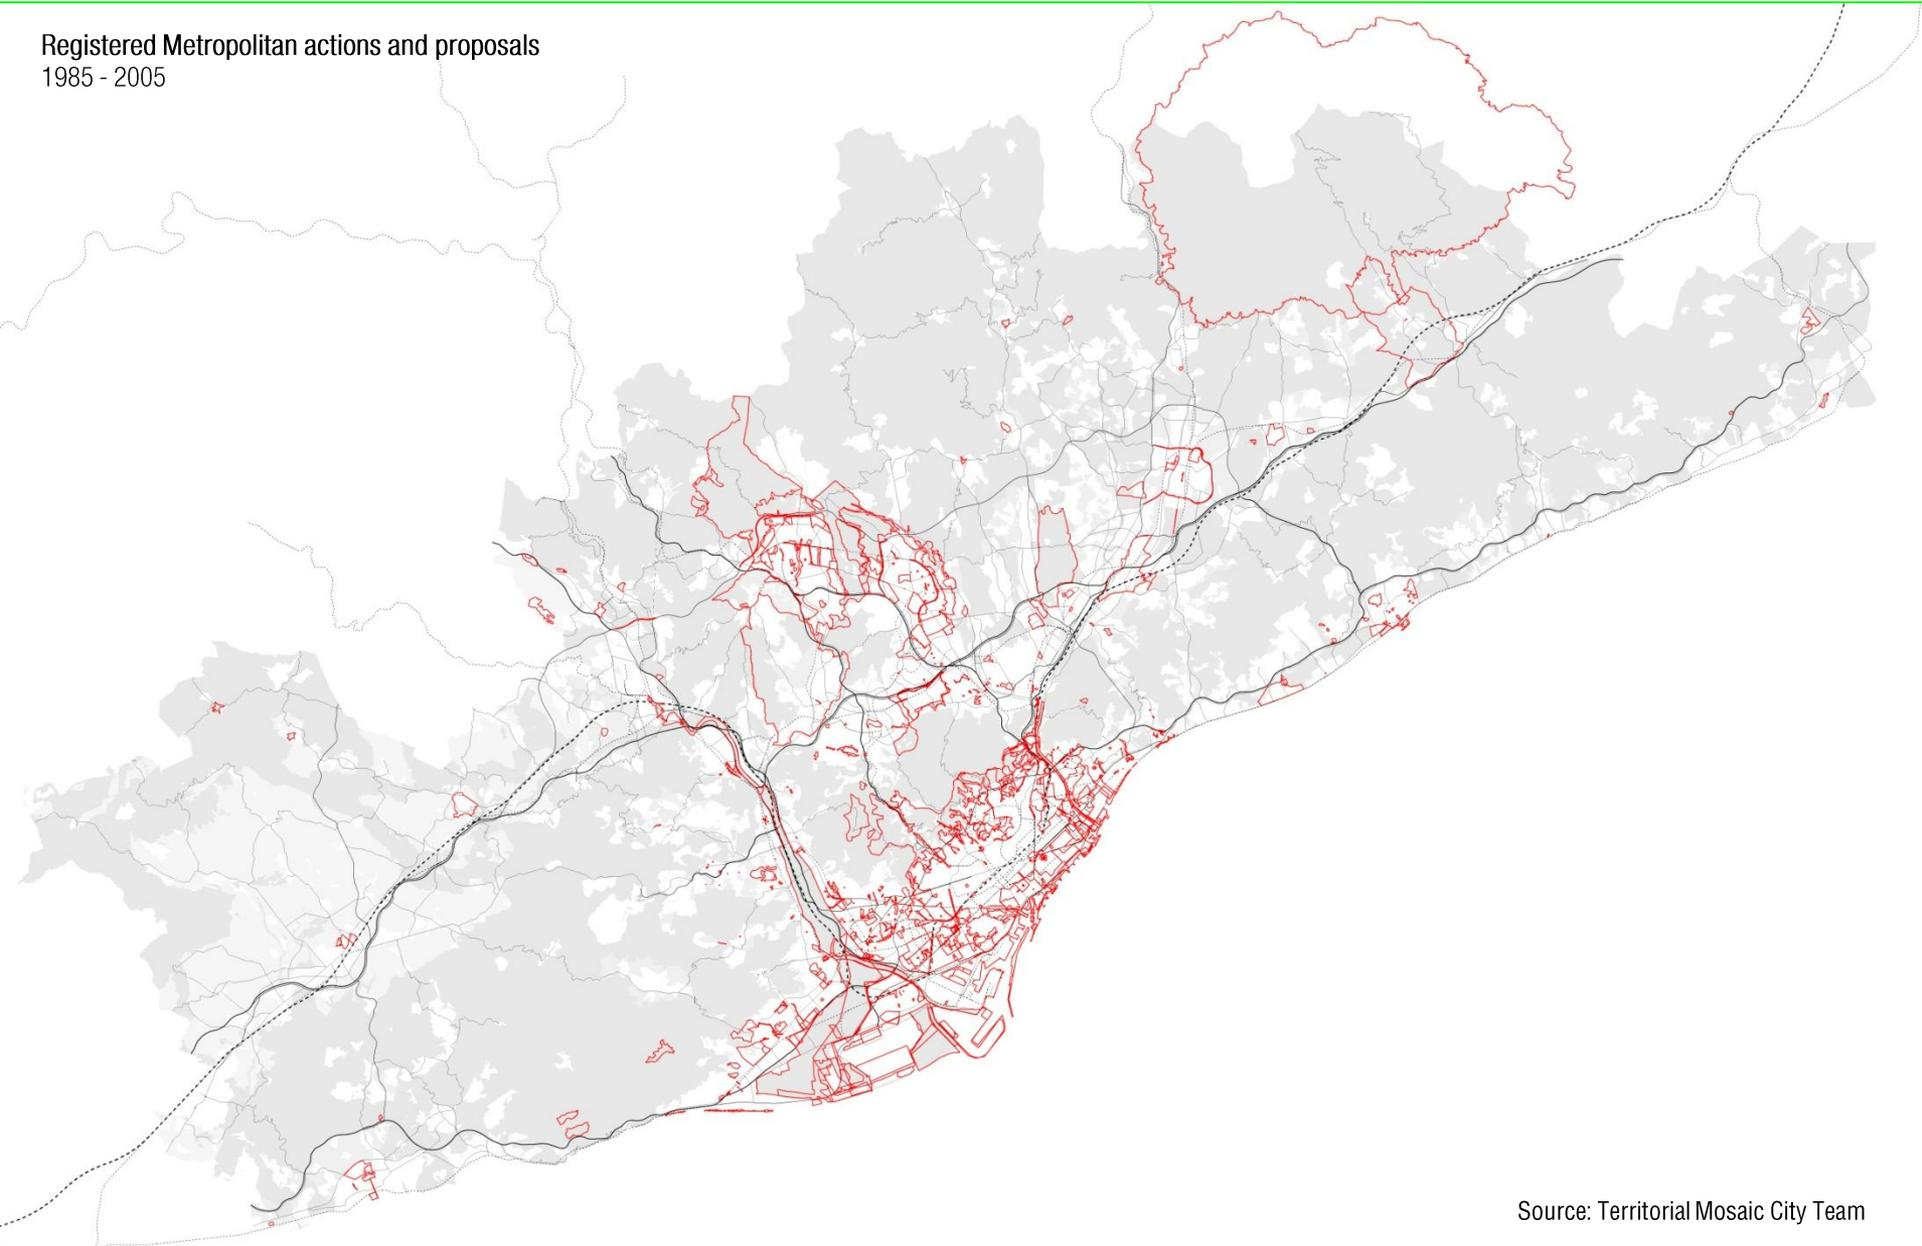 Registered Metropolitan actions and proposals
1985 - 2005
Source: Territorial Mosaic City Team